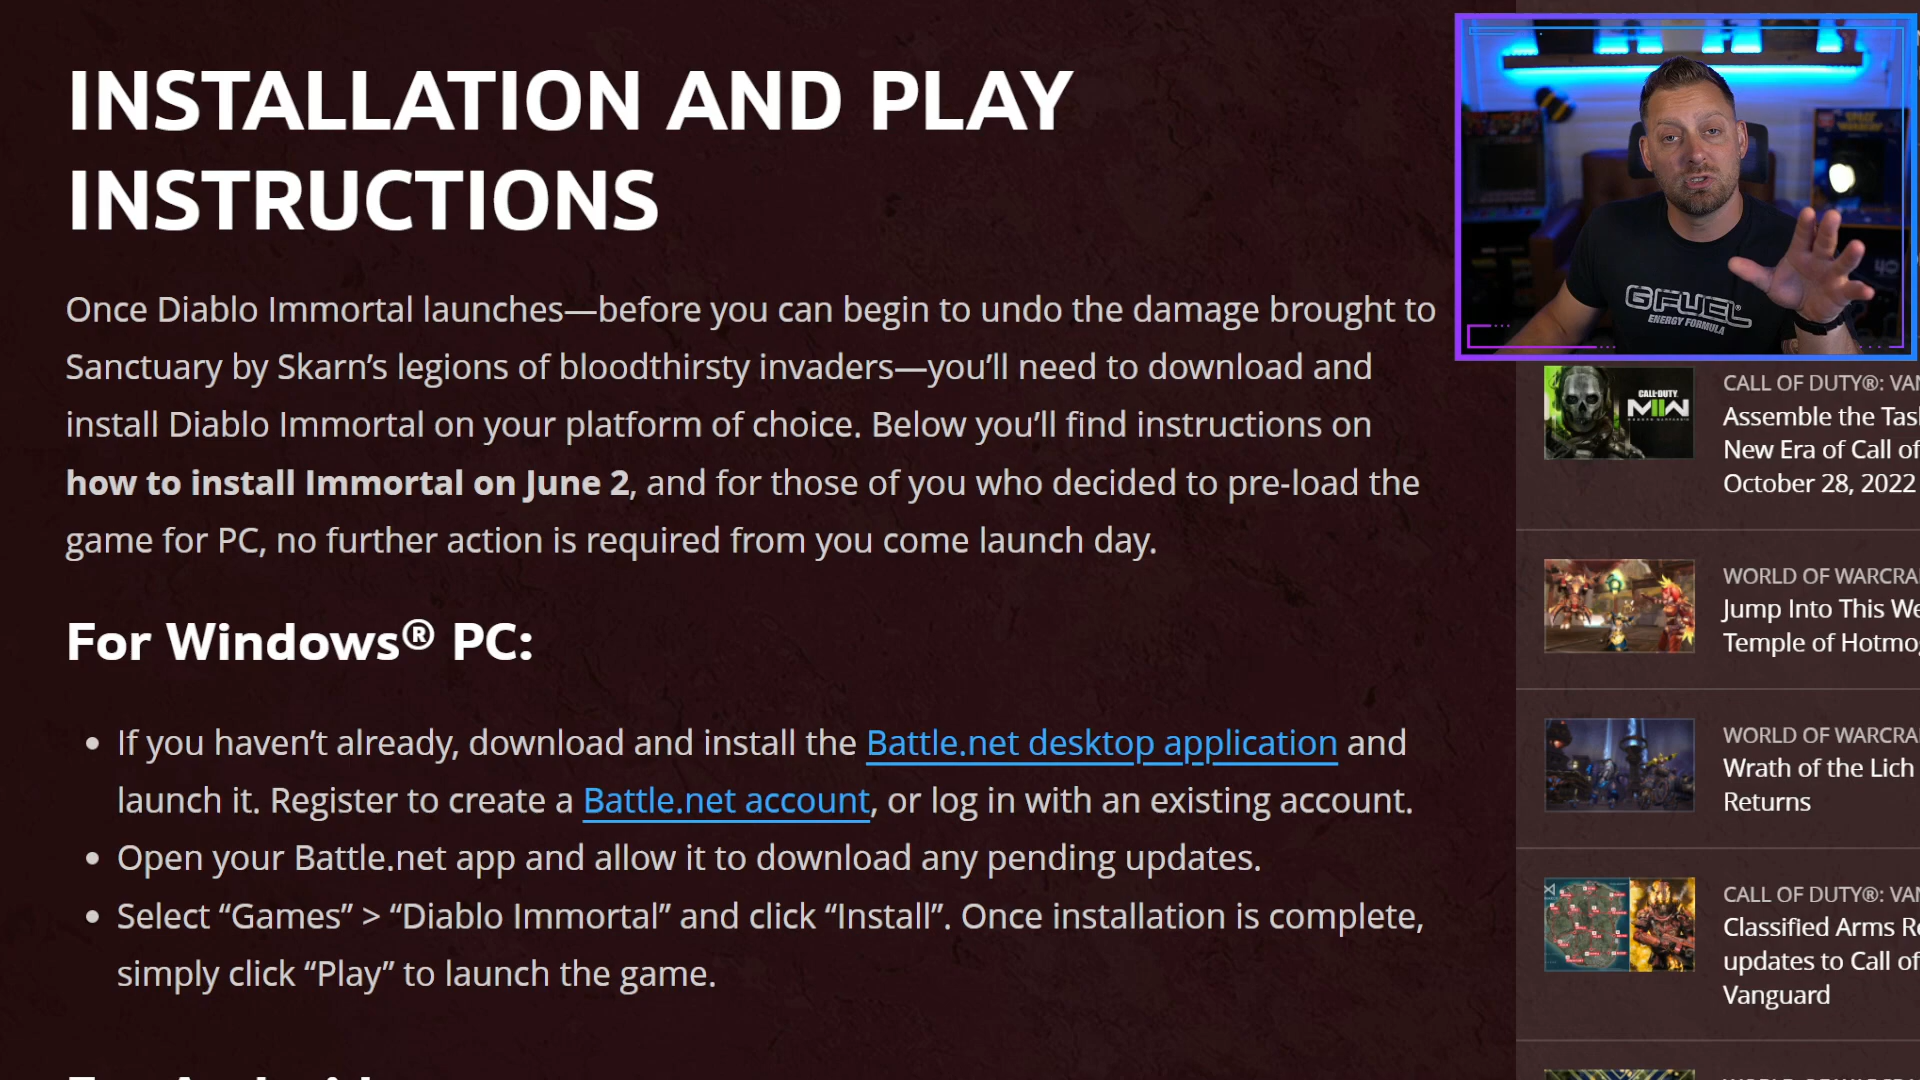 INSTALLATION AND PLAY
INSTRUCTIONS
Once Diablo Immortal launches—before you can begin to undo the damage brought to
Sanctuary by Skarn’s legions of bloodthirsty invaders—you’ll need to download and
install Diablo Immortal on your platform of choice. Below you’ll find instructions on
how to install Immortal on June 2, and for those of you who decided to pre-load the
game for PC, no further action is required from you come launch day.
For Windows® PC:
• If you haven’t already, download and install the Battle.net desktop application and
launch it. Register to create a Battle.net account, or log in with an existing account.
• Open your Battle.net app and allow it to download any pending updates.
• Select “Games” > “Diablo Immortal” and click “Install”. Once installation is complete,
simply click “Play” to launch the game.
GFUEL®
ENERGY FORMULA
CALL OF DUTY
MWII
CALL OF DUTY®: VAN
Assemble the Tas
New Era of Call of
October 28, 2022
WORLD OF WARCRA
Jump Into This We
Temple of Hotmo
WORLD OF WARCRA
Wrath of the Lich
Returns
CALL OF DUTY®: VAN
Classified Arms Re
updates to Call of
Vanguard